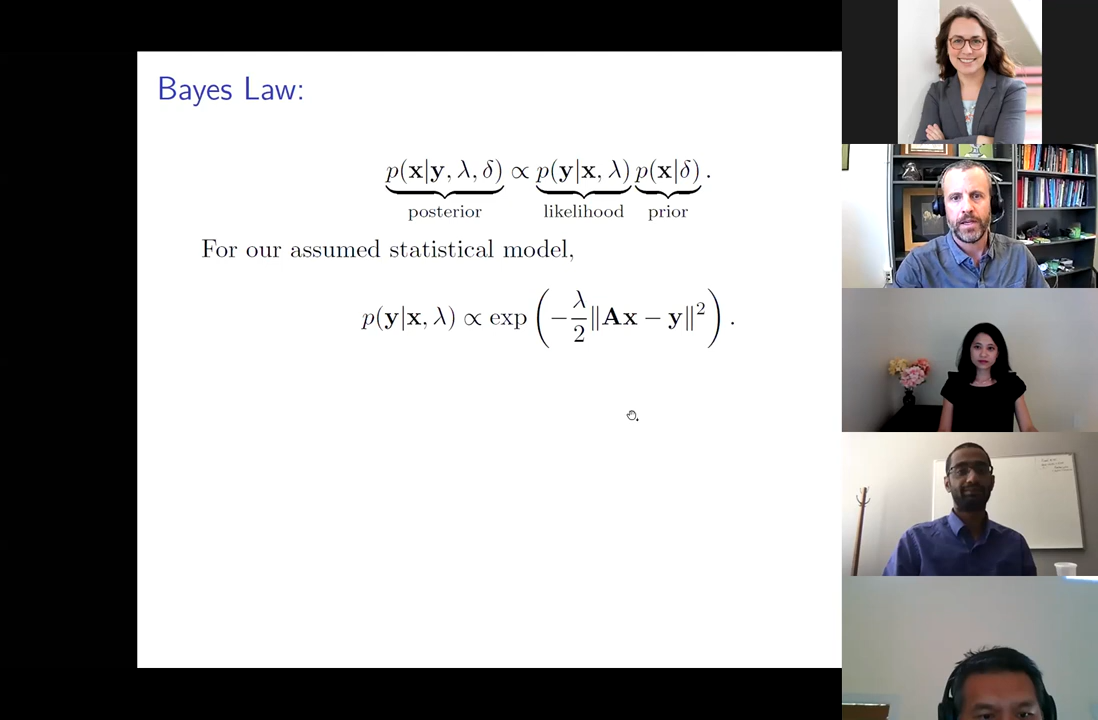 Bayes Law:
p(x|y, λ, δ) ∝ p(y|x, λ) p(x|δ) .
posterior likelihood prior
For our assumed statistical model,
p(y|x, λ) ∝ exp (−λ/2 ‖Ax − y‖²) .